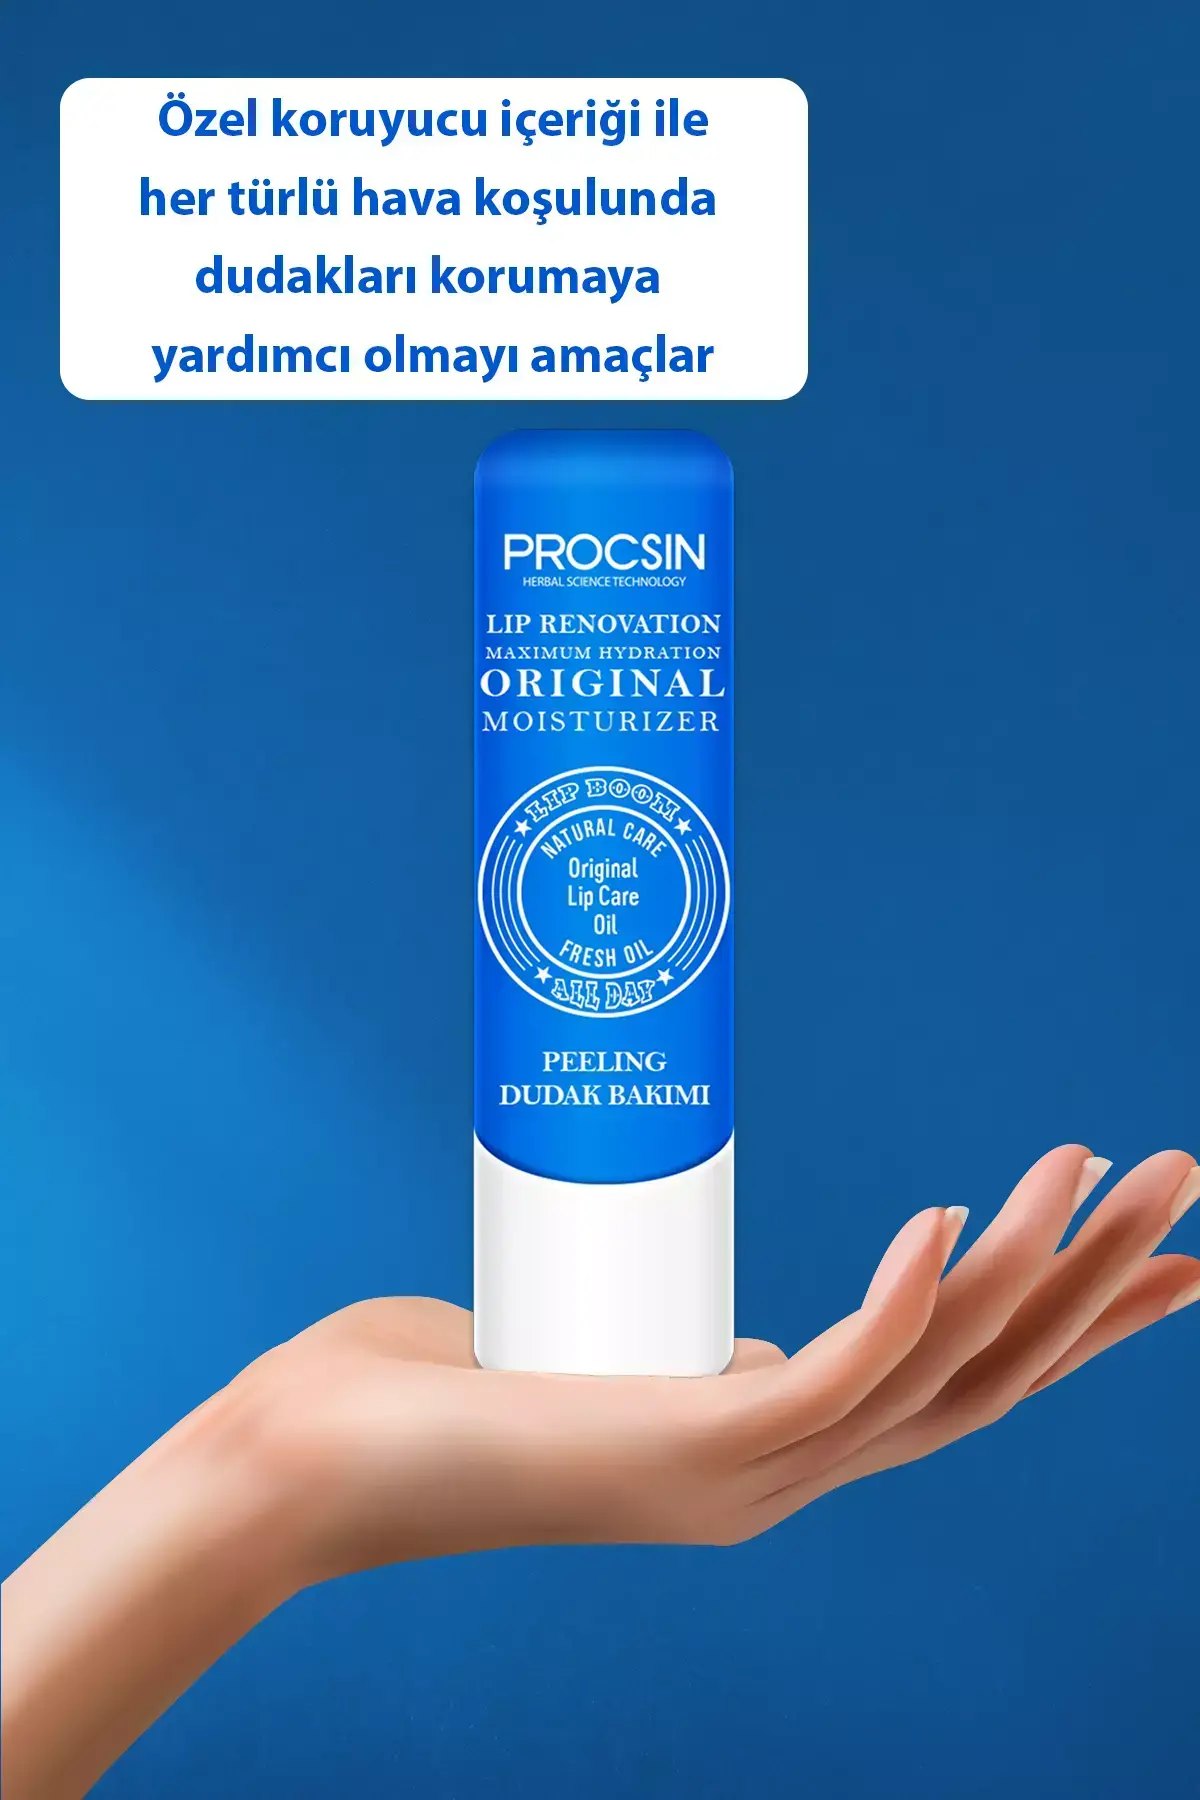 Özel koruyucu içeriği ile
her türlü hava koşulunda
dudakları korumaya
yardımcı olmayı amaçlar
PROCSIN
HERBAL SCIENCE TECHNOLOGY
LIP RENOVATION
MAXIMUM HYDRATION
ORIGINAL
MOISTURIZER
LIP BOOM
NATURAL CARE
Original
Lip Care
Oil
FRESH OIL
ALL DAY
PEELING
DUDAK BAKIMI